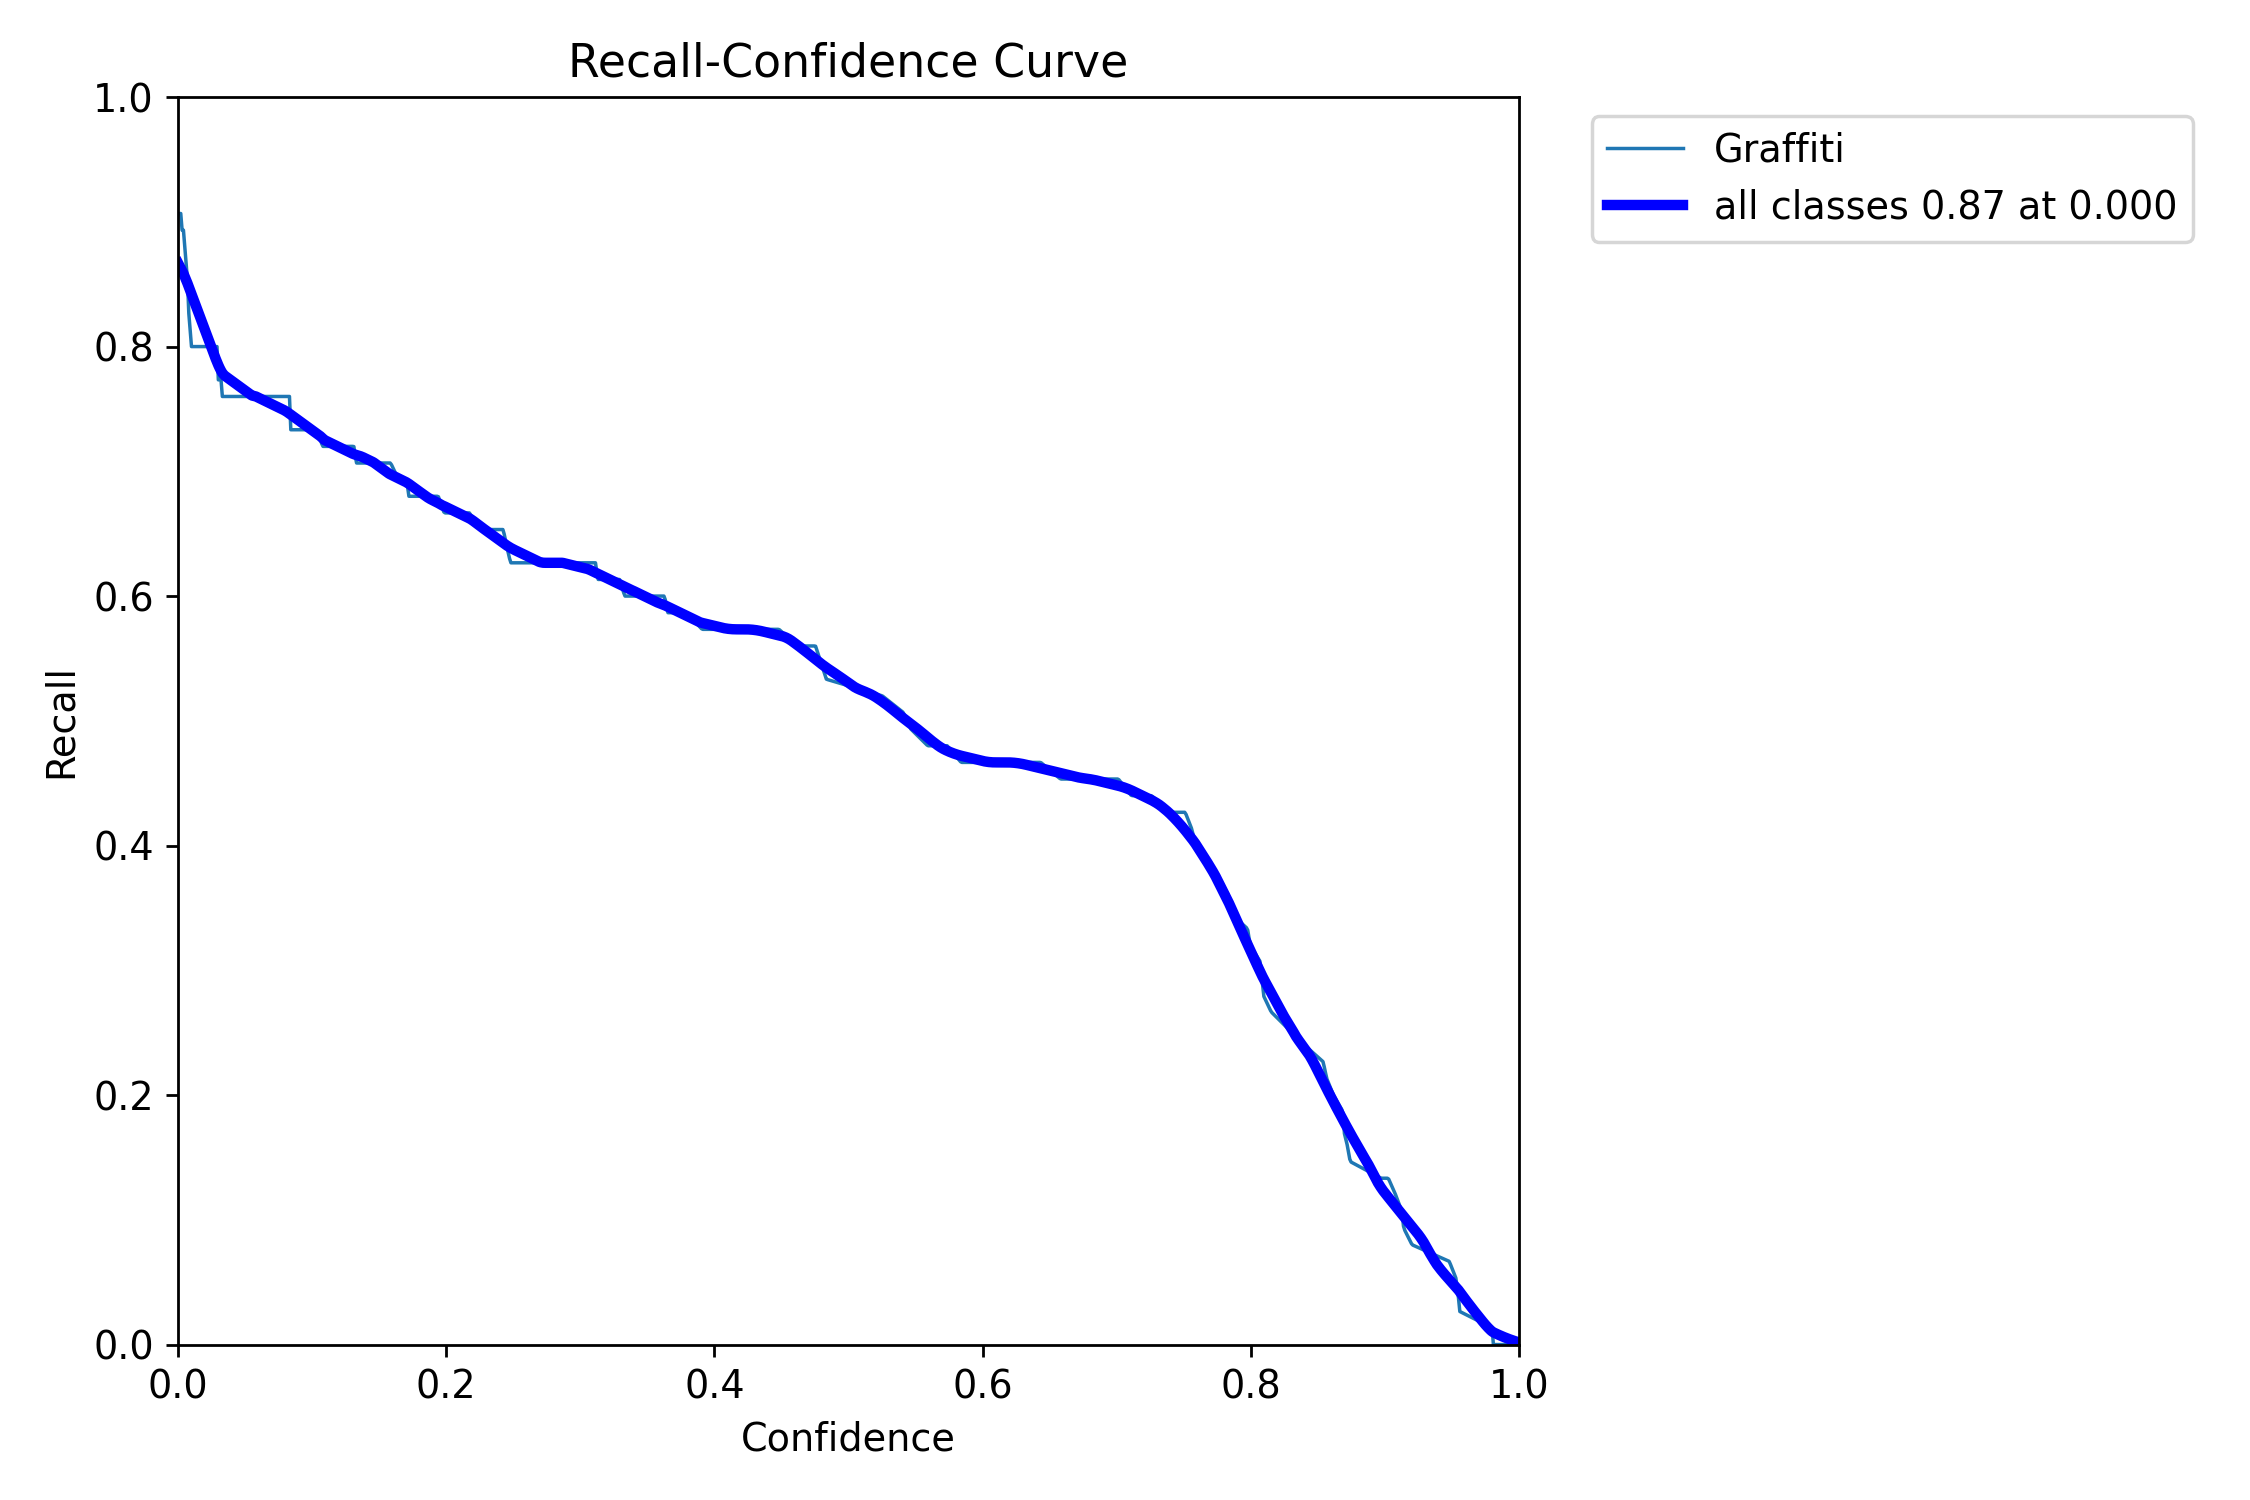 Recall-Confidence Curve
1.0
0.8
0.6
0.4
0.2
0.0
Recall
0.0 0.2 0.4 0.6 0.8 1.0
Confidence
Graffiti
all classes 0.87 at 0.000